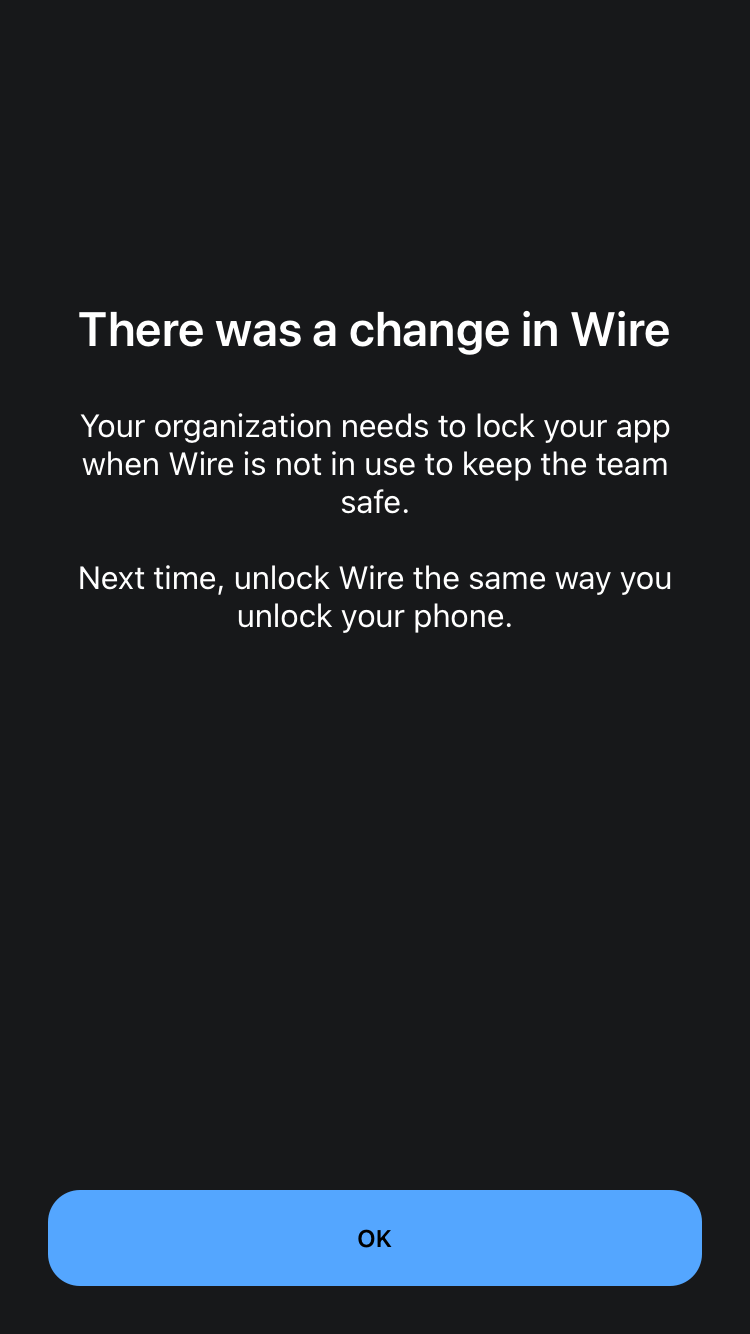 There was a change in Wire
Your organization needs to lock your app
when Wire is not in use to keep the team
safe.
Next time, unlock Wire the same way you
unlock your phone.
OK